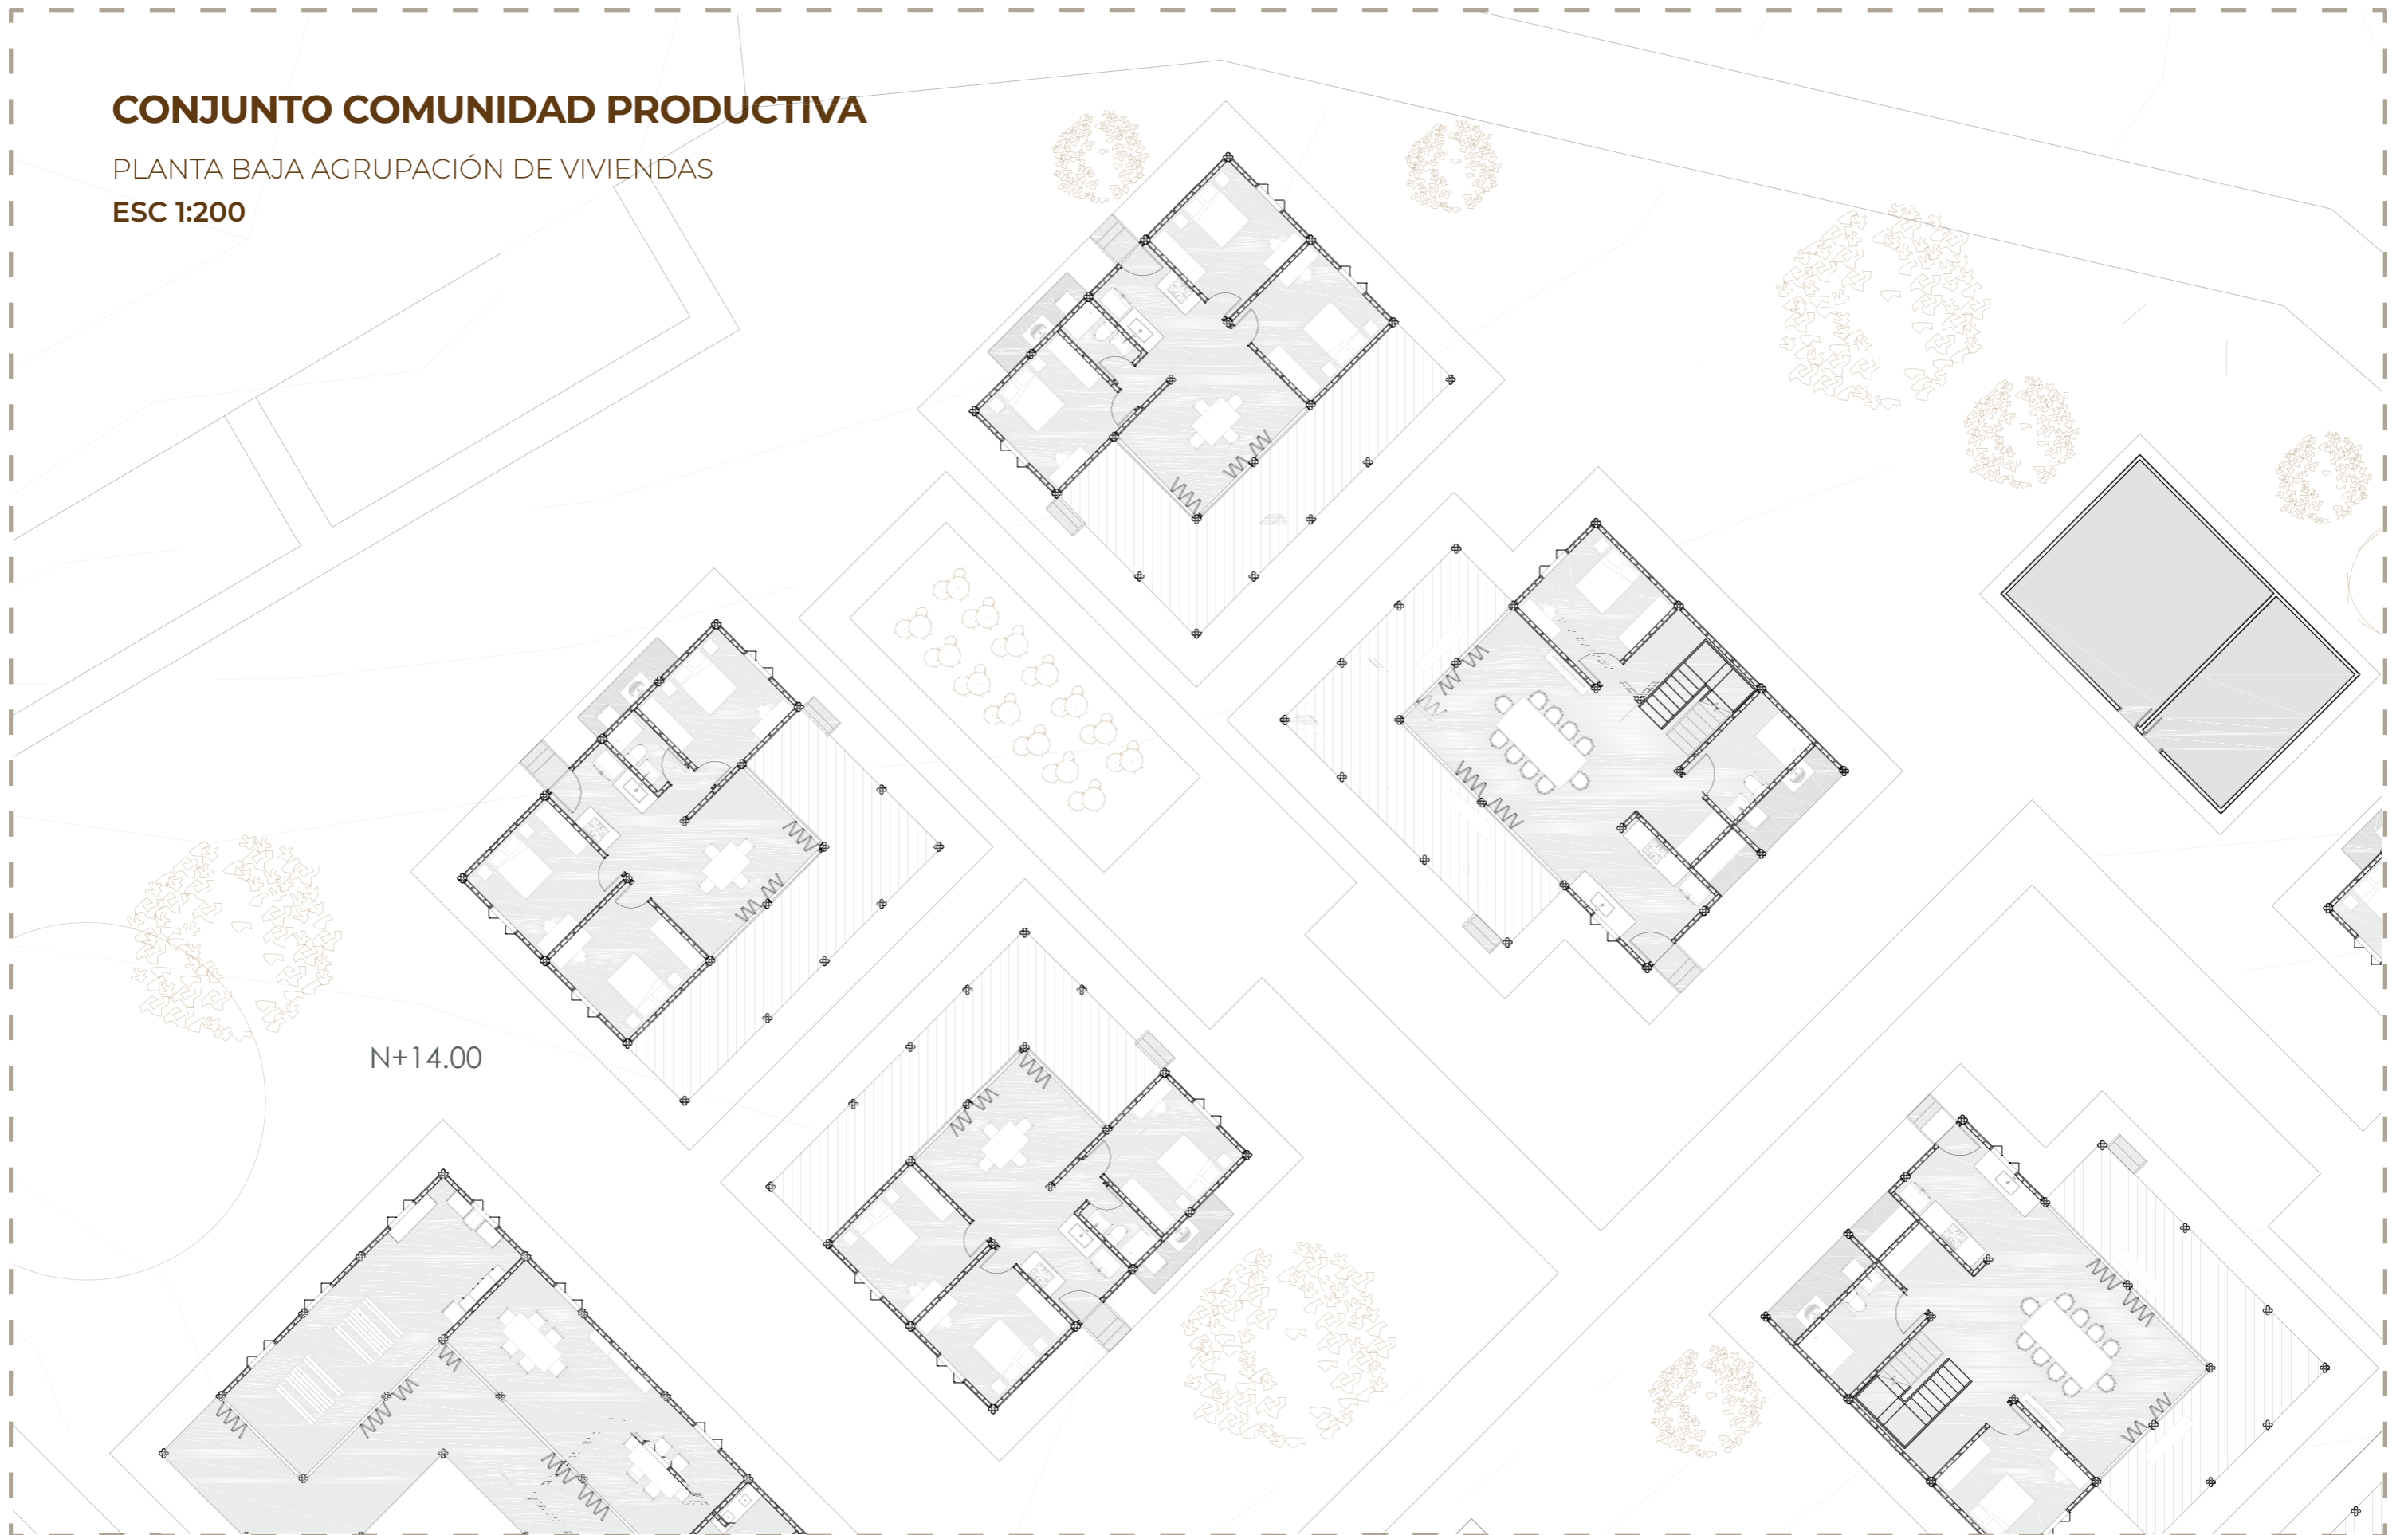 CONJUNTO COMUNIDAD PRODUCTIVA
PLANTA BAJA AGRUPACIÓN DE VIVIENDAS
ESC 1:200
N+14.00